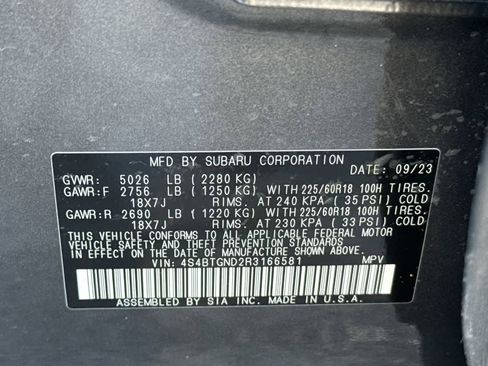 MFD BY SUBARU CORPORATION
DATE: 09/23
GVWR: 5026 LB (2280 KG)
GAWR:F 2756 LB (1250 KG) WITH 225/60R18 100H TIRES.
18X7J RIMS. AT 240 KPA (35 PSI) COLD
GAWR:R 2690 LB (1220 KG) WITH 225/60R18 100H TIRES.
18X7J RIMS. AT 230 KPA (33 PSI) COLD
THIS VEHICLE CONFORMS TO ALL APPLICABLE FEDERAL MOTOR
VEHICLE SAFETY AND THEFT PREVENTION STANDARDS IN
EFFECT ON THE DATE OF MANUFACTURE SHOWN ABOVE.
VIN: 4S4BTGND2R3166581 MPV
ASSEMBLED BY SIA INC. MADE IN U.S.A.